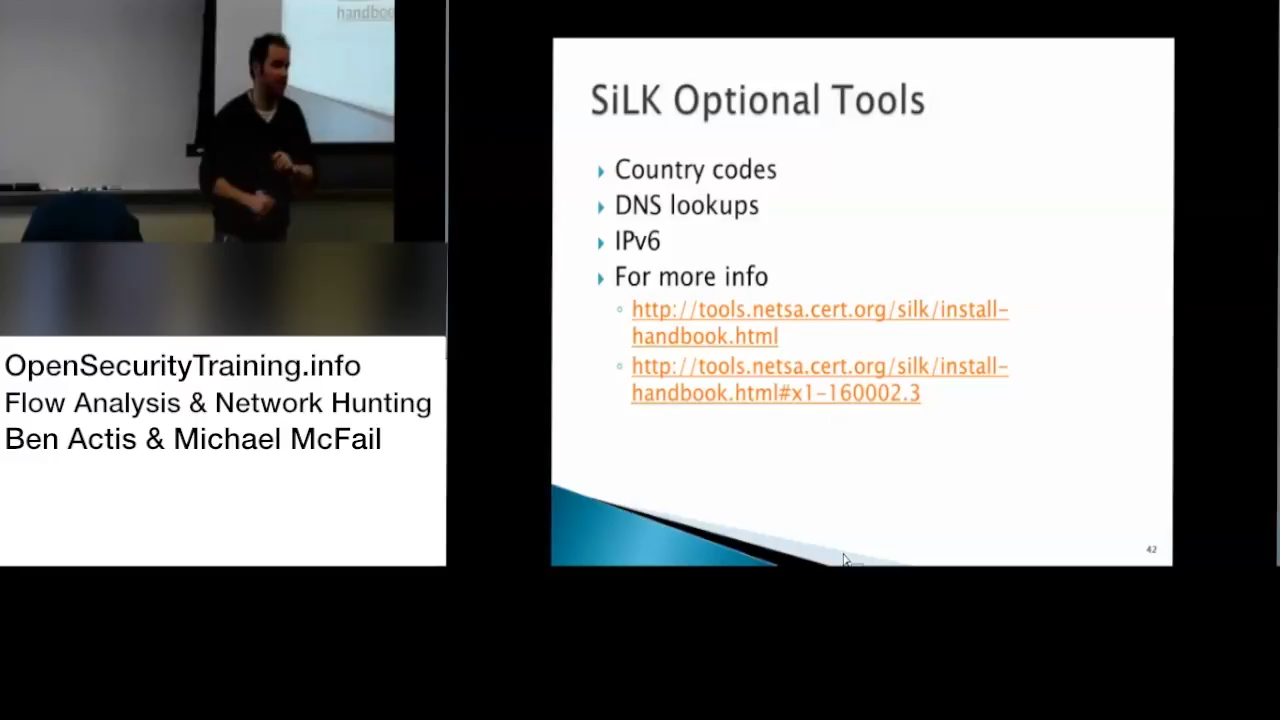 handboo
OpenSecurityTraining.info
Flow Analysis & Network Hunting
Ben Actis & Michael McFail
SiLK Optional Tools
Country codes
DNS lookups
IPv6
For more info
http://tools.netsa.cert.org/silk/install-
handbook.html
http://tools.netsa.cert.org/silk/install-
handbook.html#x1-160002.3
42